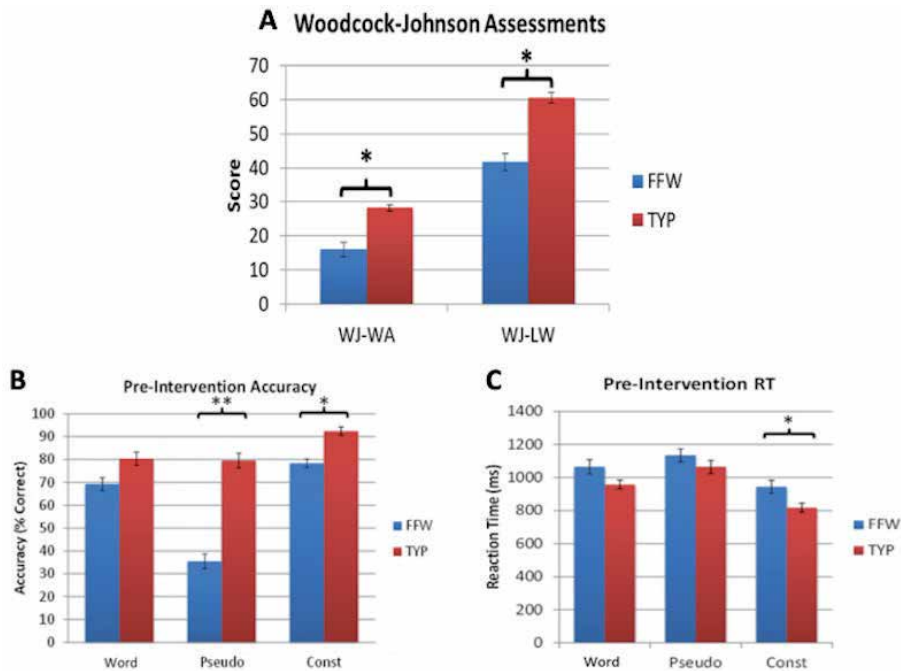 A Woodcock-Johnson Assessments
*
*
70
60
50
40
30
20
10
0
Score
WJ-WA WJ-LW
FFW
TYP
B
Pre-Intervention Accuracy
** *
100
90
80
70
60
50
40
30
20
10
0
Accuracy (% Correct)
Word Pseudo Const
FFW
TYP
C
Pre-Intervention RT
*
1400
1200
1000
800
600
400
200
0
Reaction Time (ms)
Word Pseudo Const
FFW
TYP